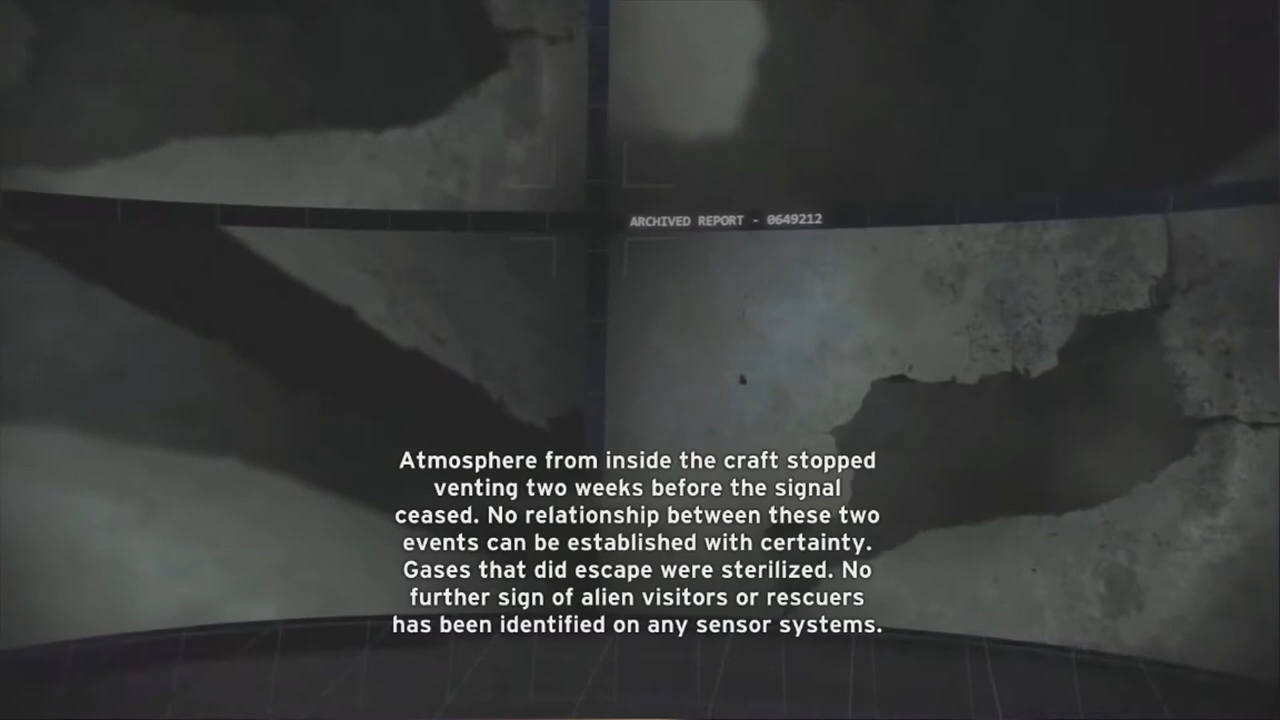 ARCHIVED REPORT - 0649212
Atmosphere from inside the craft stopped
venting two weeks before the signal
ceased. No relationship between these two
events can be established with certainty.
Gases that did escape were sterilized. No
further sign of alien visitors or rescuers
has been identified on any sensor systems.